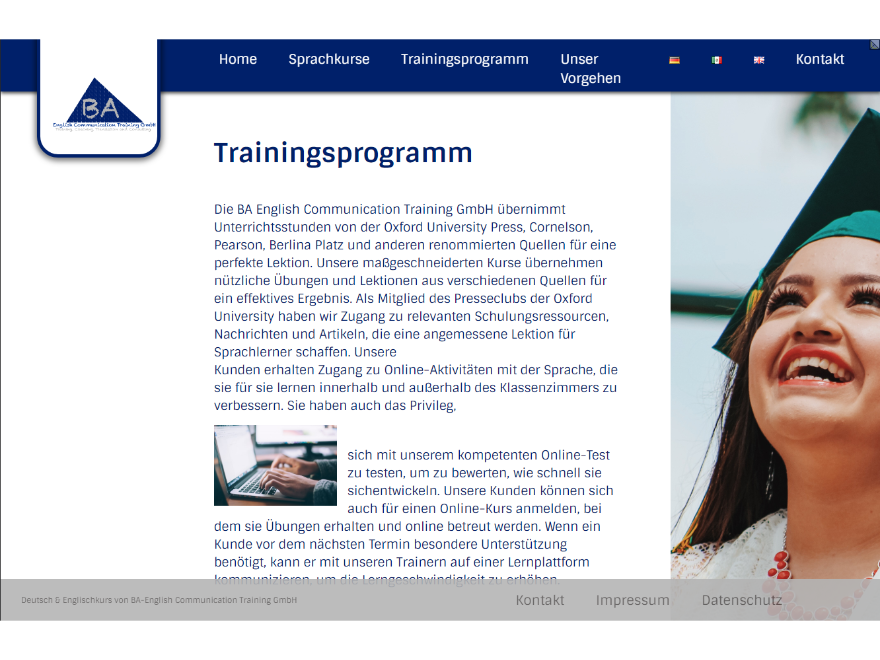 Home Sprachkurse Trainingsprogramm Unser Vorgehen Kontakt
BA
English Communication Training GmbH
Trainingsprogramm
Die BA English Communication Training GmbH übernimmt
Unterrichtsstunden von der Oxford University Press, Cornelson,
Pearson, Berlina Platz und anderen renommierten Quellen für eine
perfekte Lektion. Unsere maßgeschneiderten Kurse übernehmen
nützliche Übungen und Lektionen aus verschiedenen Quellen für
ein effektives Ergebnis. Als Mitglied des Presseclubs der Oxford
University haben wir Zugang zu relevanten Schulungsressourcen,
Nachrichten und Artikeln, die eine angemessene Lektion für
Sprachlerner schaffen. Unsere
Kunden erhalten Zugang zu Online-Aktivitäten mit der Sprache, die
sie für sie lernen innerhalb und außerhalb des Klassenzimmers zu
verbessern. Sie haben auch das Privileg,
sich mit unserem kompetenten Online-Test
zu testen, um zu bewerten, wie schnell sie
sichentwickeln. Unsere Kunden können sich
auch für einen Online-Kurs anmelden, bei
dem sie Übungen erhalten und online betreut werden. Wenn ein
Kunde vor dem nächsten Termin besondere Unterstützung
benötigt, kann er mit unseren Trainern auf einer Lernplattform
kommunizieren, um die Lerngeschwindigkeit zu erhöhen.
Deutsch & Englischkurs von BA-English Communication Training GmbH
Kontakt Impressum Datenschutz